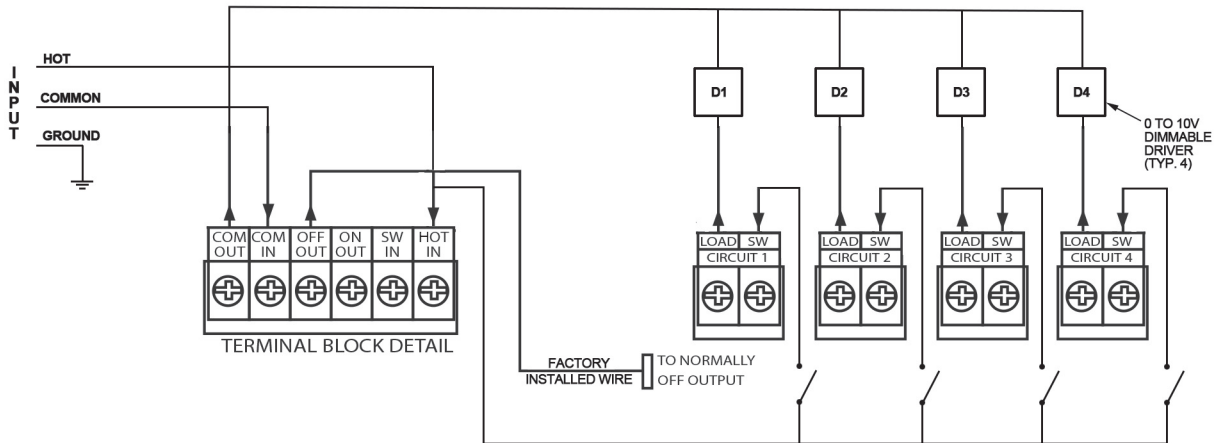 INPUT
HOT
COMMON
GROUND
D1
D2
D3
D4
0 TO 10V
DIMMABLE
DRIVER
(TYP. 4)
COM OUT
COM IN
OFF OUT
ON OUT
SW IN
HOT IN
TERMINAL BLOCK DETAIL
LOAD SW
CIRCUIT 1
LOAD SW
CIRCUIT 2
LOAD SW
CIRCUIT 3
LOAD SW
CIRCUIT 4
FACTORY
INSTALLED WIRE
TO NORMALLY
OFF OUTPUT